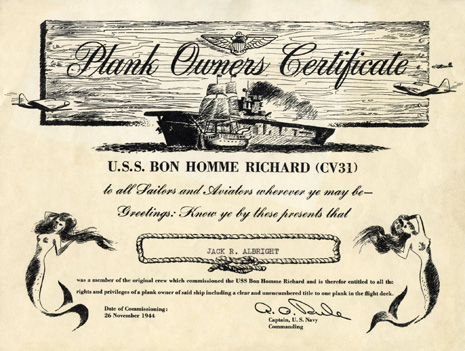 Plank Owners Certificate
U.S.S. BON HOMME RICHARD (CV31)
to all Sailors and Aviators wherever ye may be—
Greetings: Know ye by these presents that
JACK R. ALBRIGHT
was a member of the original crew which commissioned the USS Bon Homme Richard and is therefor entitled to all the
rights and privileges of a plank owner of said ship including a clear and unencumbered title to one plank in the flight deck.
Date of Commissioning:
26 November 1944
Captain, U. S. Navy
Commanding